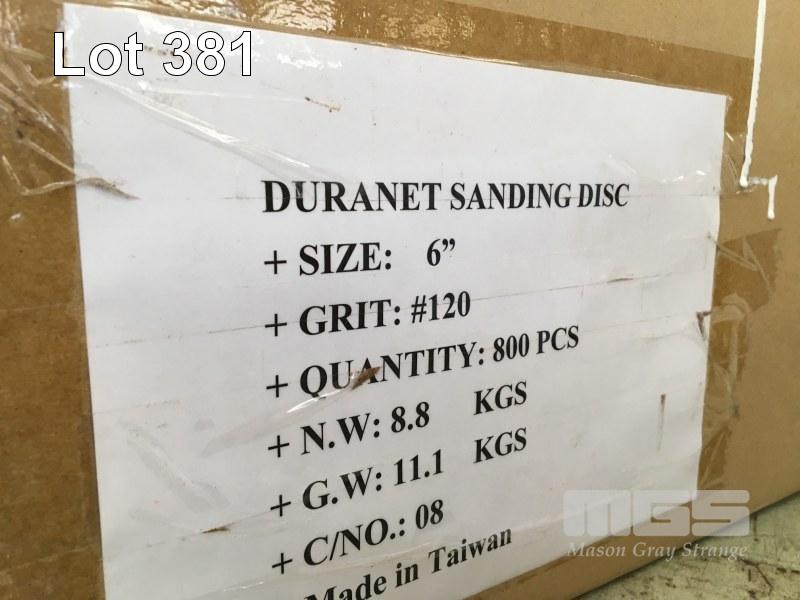 Lot 381
DURANET SANDING DISC
+ SIZE: 6”
+ GRIT: #120
+ QUANTITY: 800 PCS
+ N.W: 8.8 KGS
+ G.W: 11.1 KGS
+ C/NO.: 08
Made in Taiwan
MGS
Mason Gray Strange